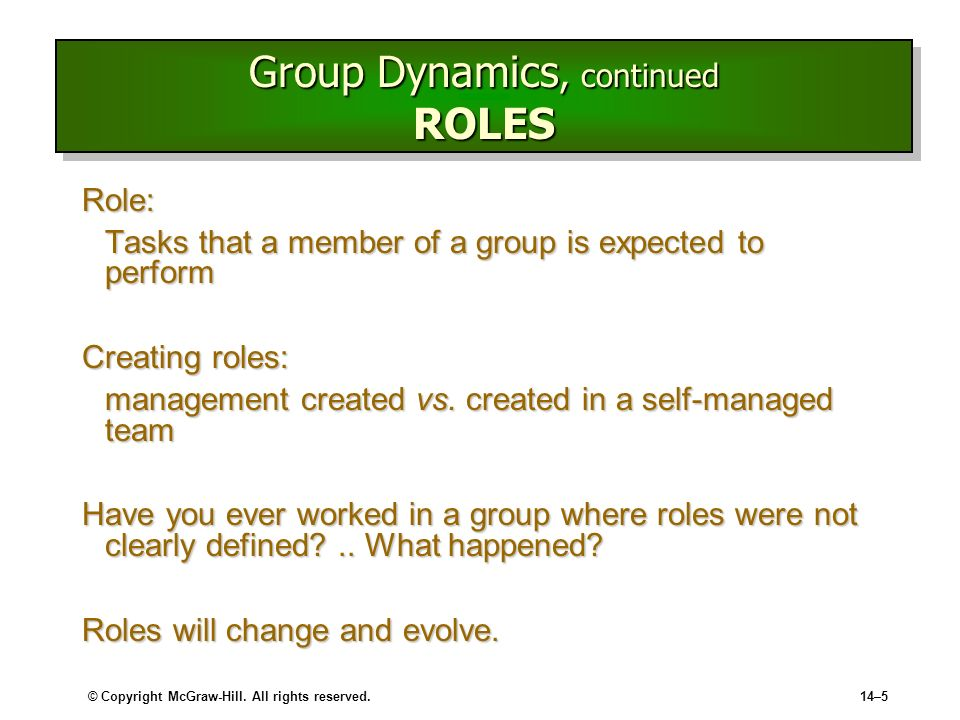 Group Dynamics, continued
ROLES
Role:
Tasks that a member of a group is expected to
perform
Creating roles:
management created vs. created in a self-managed
team
Have you ever worked in a group where roles were not
clearly defined? .. What happened?
Roles will change and evolve.
© Copyright McGraw-Hill. All rights reserved. 14–5